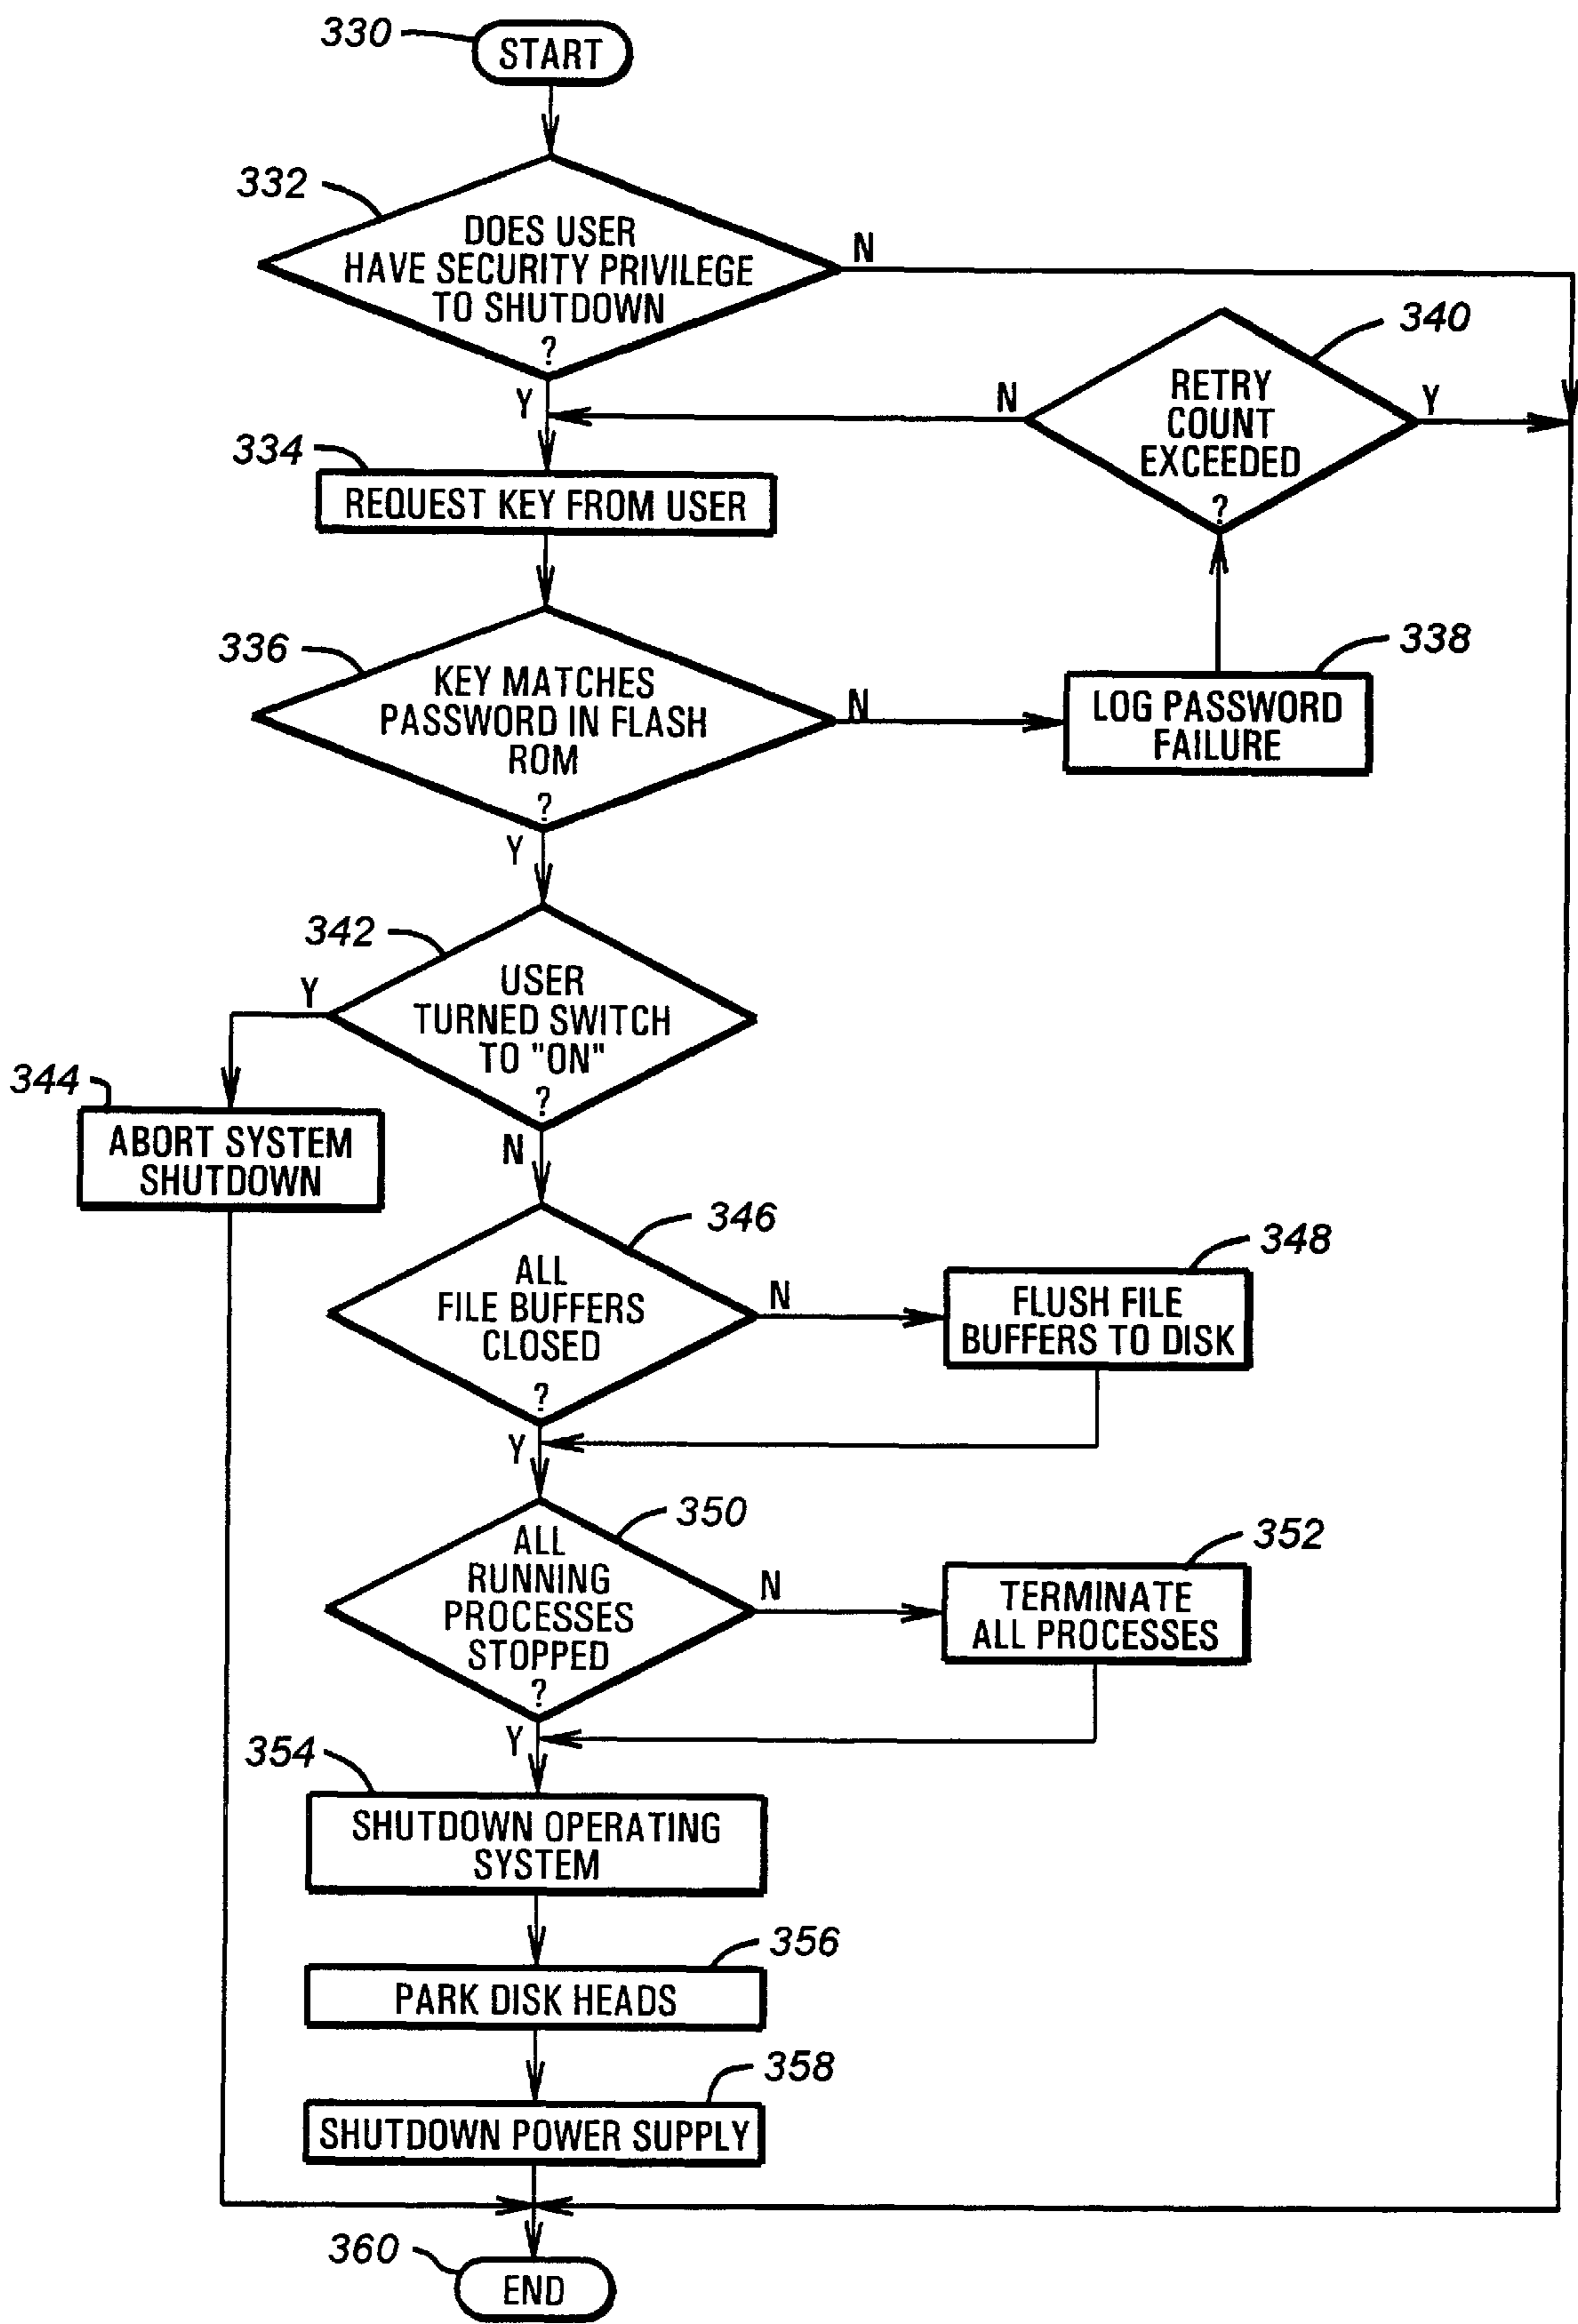 330
START
332
DOES USER
HAVE SECURITY PRIVILEGE
TO SHUTDOWN
?
N
Y
340
RETRY
COUNT
EXCEEDED
?
N
Y
334
REQUEST KEY FROM USER
336
KEY MATCHES
PASSWORD IN FLASH
ROM
?
N
Y
338
LOG PASSWORD
FAILURE
342
USER
TURNED SWITCH
TO "ON"
?
Y
N
344
ABORT SYSTEM
SHUTDOWN
346
ALL
FILE BUFFERS
CLOSED
?
N
Y
348
FLUSH FILE
BUFFERS TO DISK
350
ALL
RUNNING
PROCESSES
STOPPED
?
N
Y
352
TERMINATE
ALL PROCESSES
354
SHUTDOWN OPERATING
SYSTEM
356
PARK DISK HEADS
358
SHUTDOWN POWER SUPPLY
360
END